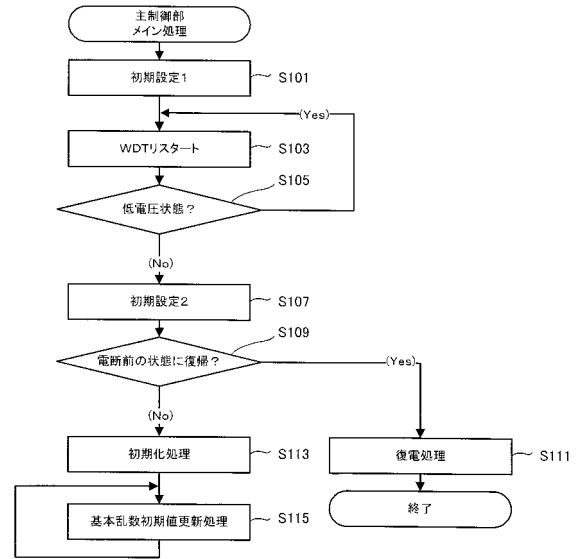 主制御部
メイン処理
初期設定1
S101
(Yes)
WDTリスタート
S103
S105
低電圧状態?
(No)
初期設定2
S107
S109
電断前の状態に復帰?
(Yes)
(No)
初期化処理
S113
復電処理
S111
基本乱数初期値更新処理
S115
終了